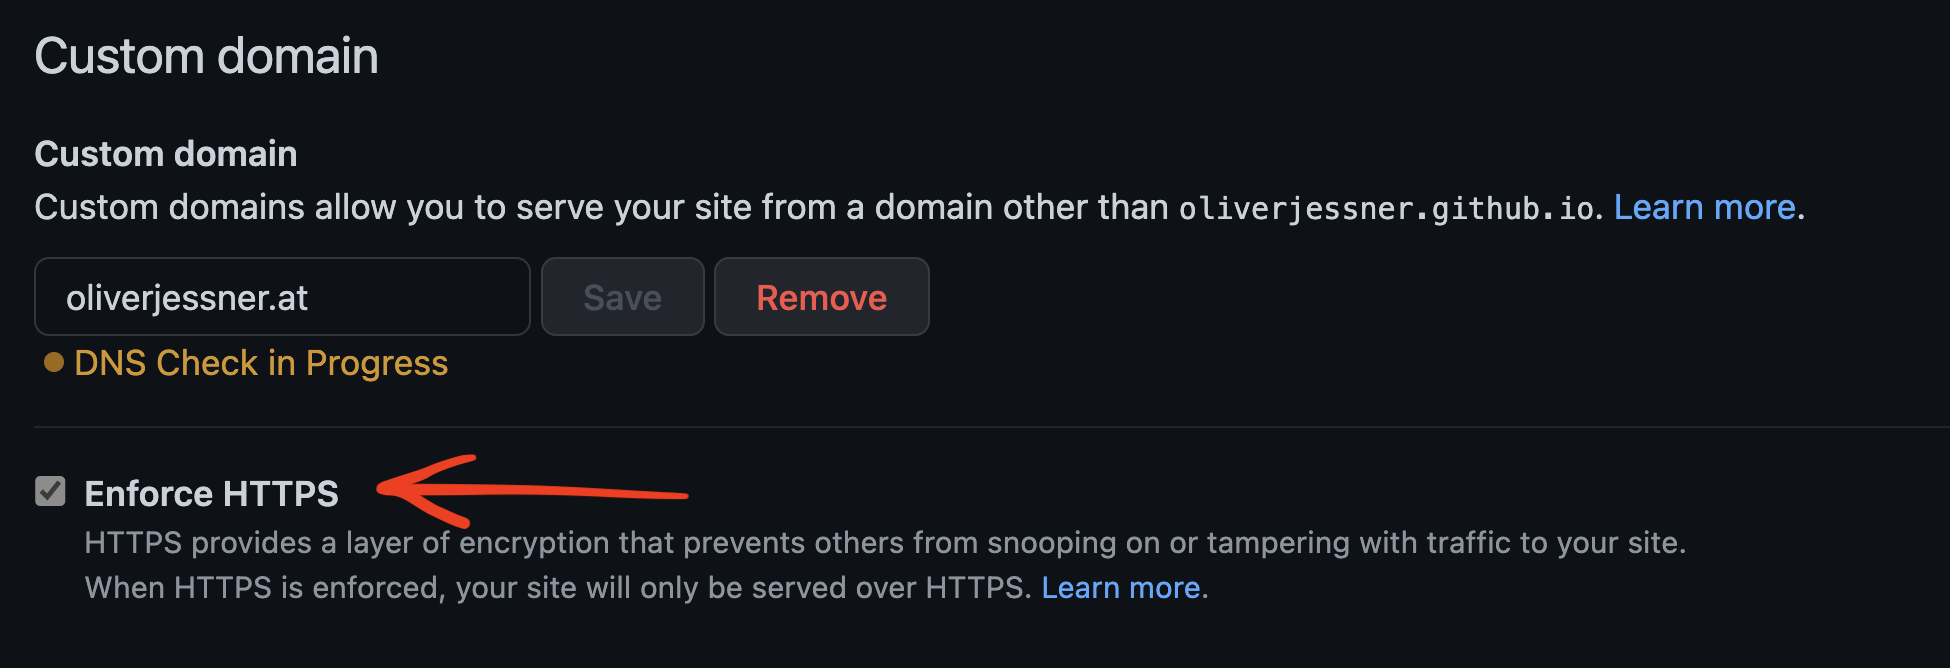 Custom domain
Custom domain
Custom domains allow you to serve your site from a domain other than oliverjessner.github.io. Learn more.
oliverjessner.at Save Remove
DNS Check in Progress
Enforce HTTPS
HTTPS provides a layer of encryption that prevents others from snooping on or tampering with traffic to your site.
When HTTPS is enforced, your site will only be served over HTTPS. Learn more.